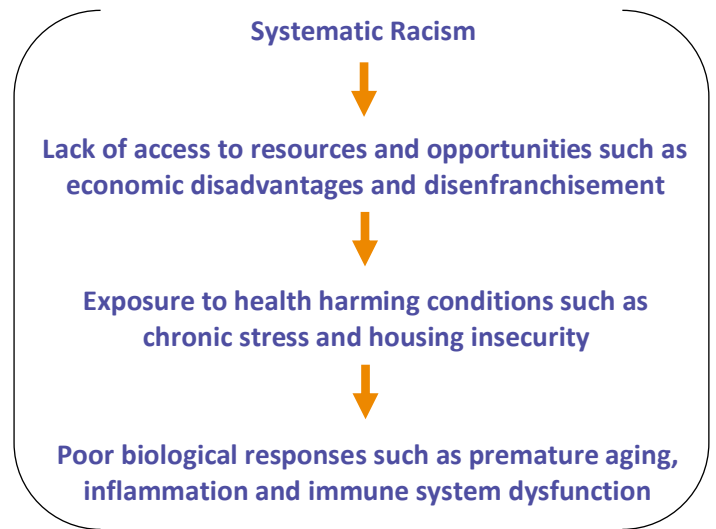 Systematic Racism
Lack of access to resources and opportunities such as
economic disadvantages and disenfranchisement
Exposure to health harming conditions such as
chronic stress and housing insecurity
Poor biological responses such as premature aging,
inflammation and immune system dysfunction